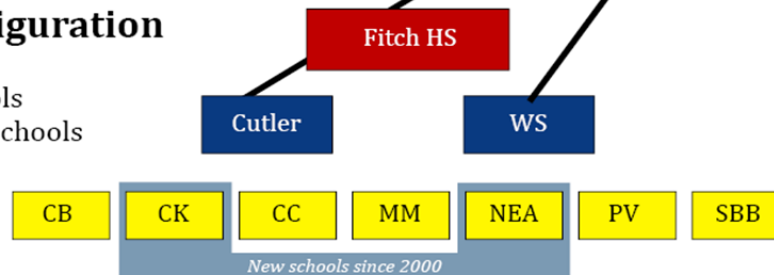 iguration
Fitch HS
ls
chools
Cutler
WS
CB
CK
CC
MM
NEA
PV
SBB
New schools since 2000